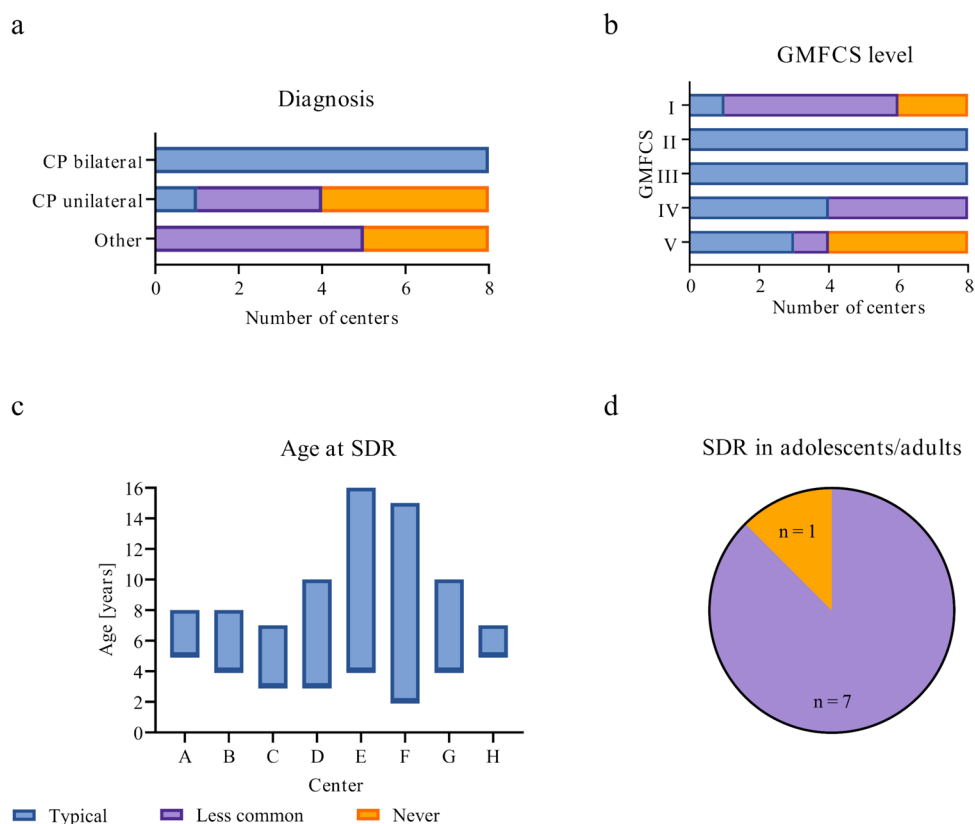 a
Diagnosis
CP bilateral
CP unilateral
Other
0 2 4 6 8
Number of centers
b
GMFCS level
GMFCS
I
II
III
IV
V
0 2 4 6 8
Number of centers
c
Age at SDR
Age [years]
16
14
12
10
8
6
4
2
0
A B C D E F G H
Center
d
SDR in adolescents/adults
n = 1
n = 7
Typical Less common Never